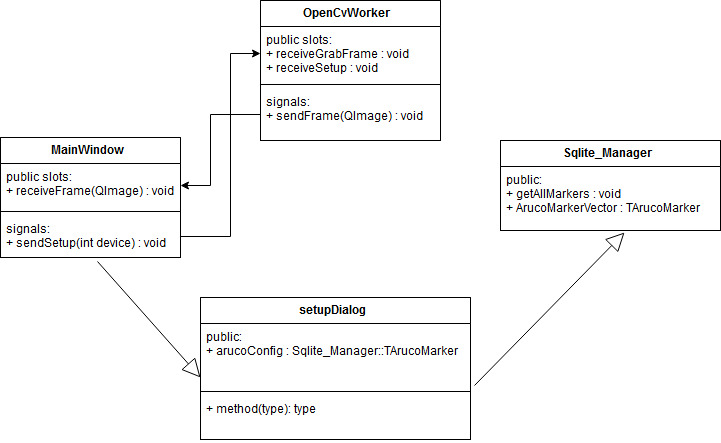 OpenCvWorker
public slots:
+ receiveGrabFrame : void
+ receiveSetup : void
signals:
+ sendFrame(QImage) : void
MainWindow
public slots:
+ receiveFrame(QImage) : void
signals:
+ sendSetup(int device) : void
Sqlite_Manager
public:
+ getAllMarkers : void
+ ArucoMarkerVector : TArucoMarker
setupDialog
public:
+ arucoConfig : Sqlite_Manager::TArucoMarker
+ method(type): type